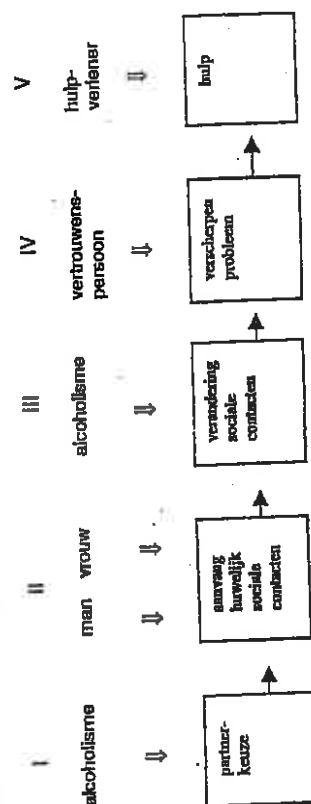 I
alcoholisme
partner-
keuze
II
man vrouw
aanvang
huwelijk
sociale
contacten
III
alcoholisme
verandering
sociale
contacten
IV
vertrouwens-
persoon
verscherpen
probleem
V
hulp-
verlener
hulp